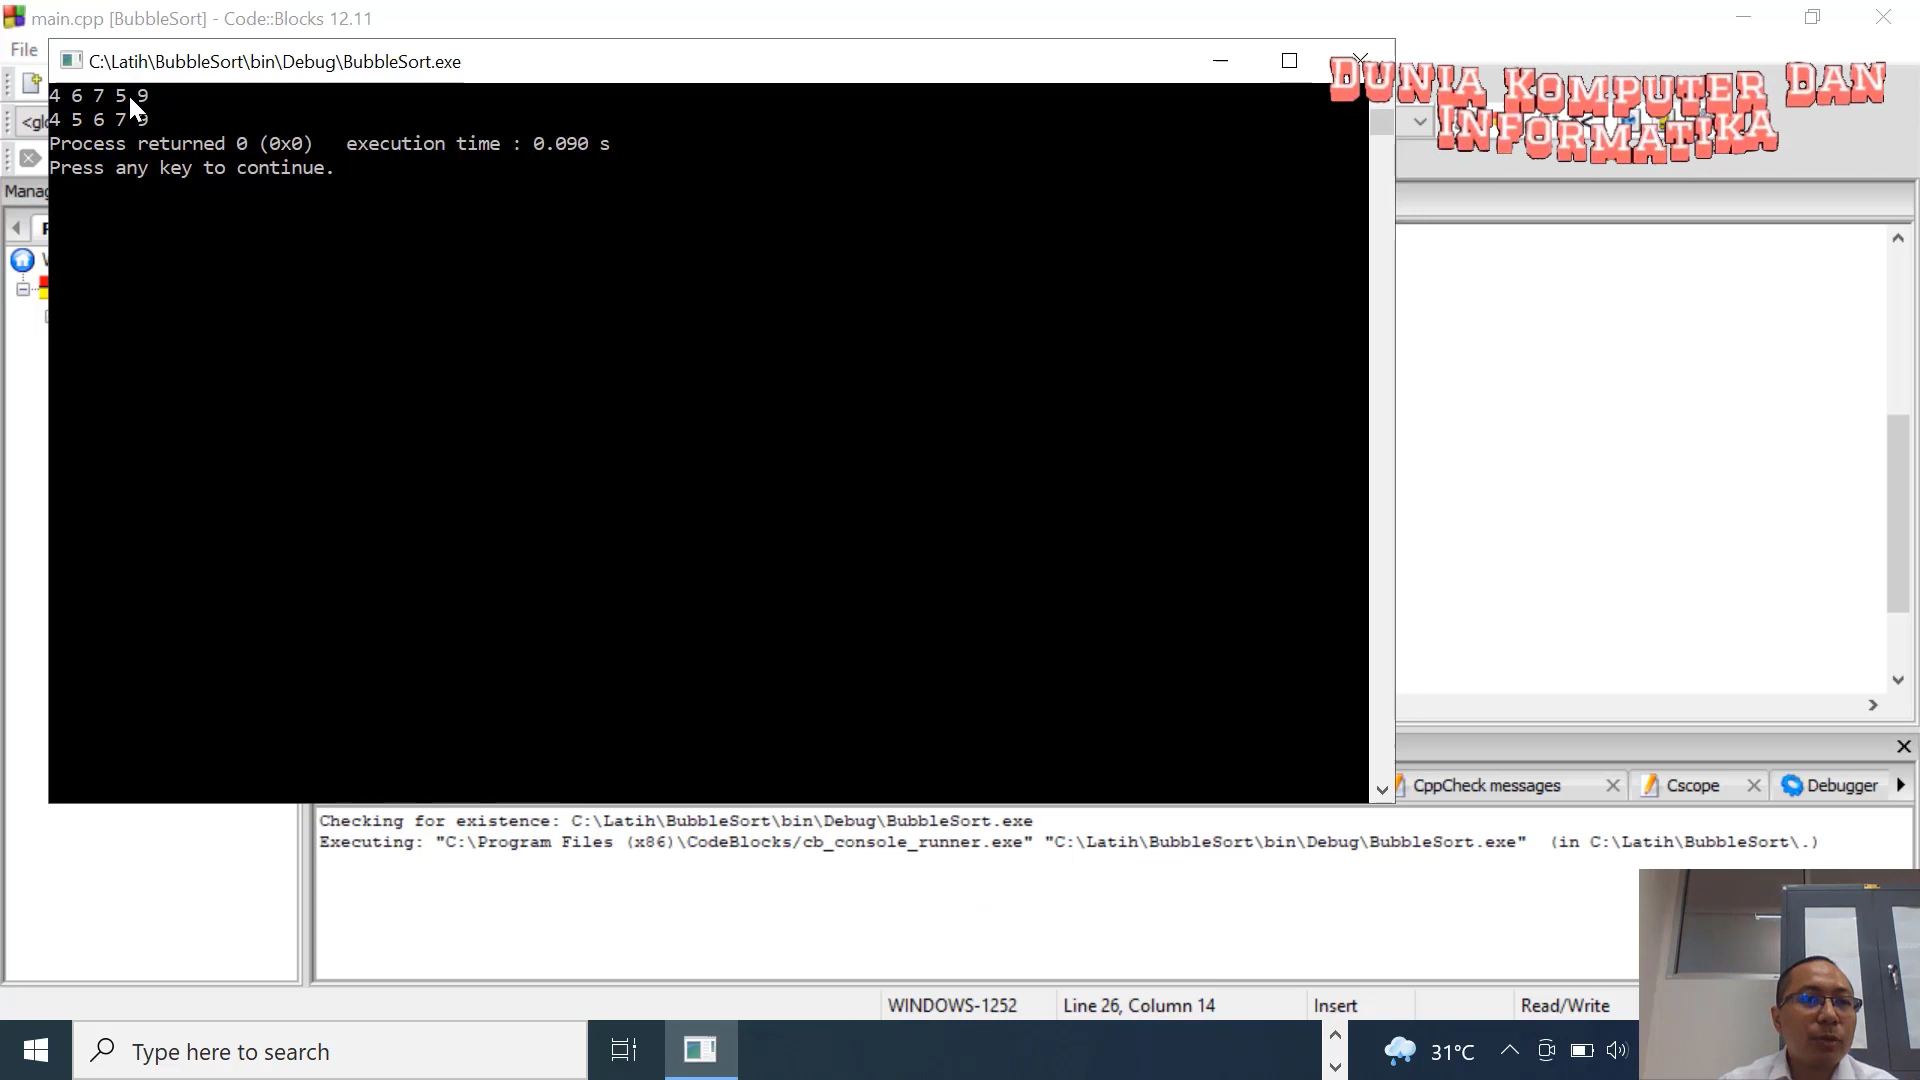 main.cpp [BubbleSort] - Code::Blocks 12.11
File
C:\Latih\BubbleSort\bin\Debug\BubbleSort.exe
DUNIA KOMPUTER DAN
INFORMATIKA
4 6 7 5 9
4 5 6 7 9
Process returned 0 (0x0)   execution time : 0.090 s
Press any key to continue.
<gl
Manag
CppCheck messages
Cscope
Debugger
Checking for existence: C:\Latih\BubbleSort\bin\Debug\BubbleSort.exe
Executing: "C:\Program Files (x86)\CodeBlocks/cb_console_runner.exe" "C:\Latih\BubbleSort\bin\Debug\BubbleSort.exe"  (in C:\Latih\BubbleSort\.)
WINDOWS-1252
Line 26, Column 14
Insert
Read/Write
Type here to search
31°C